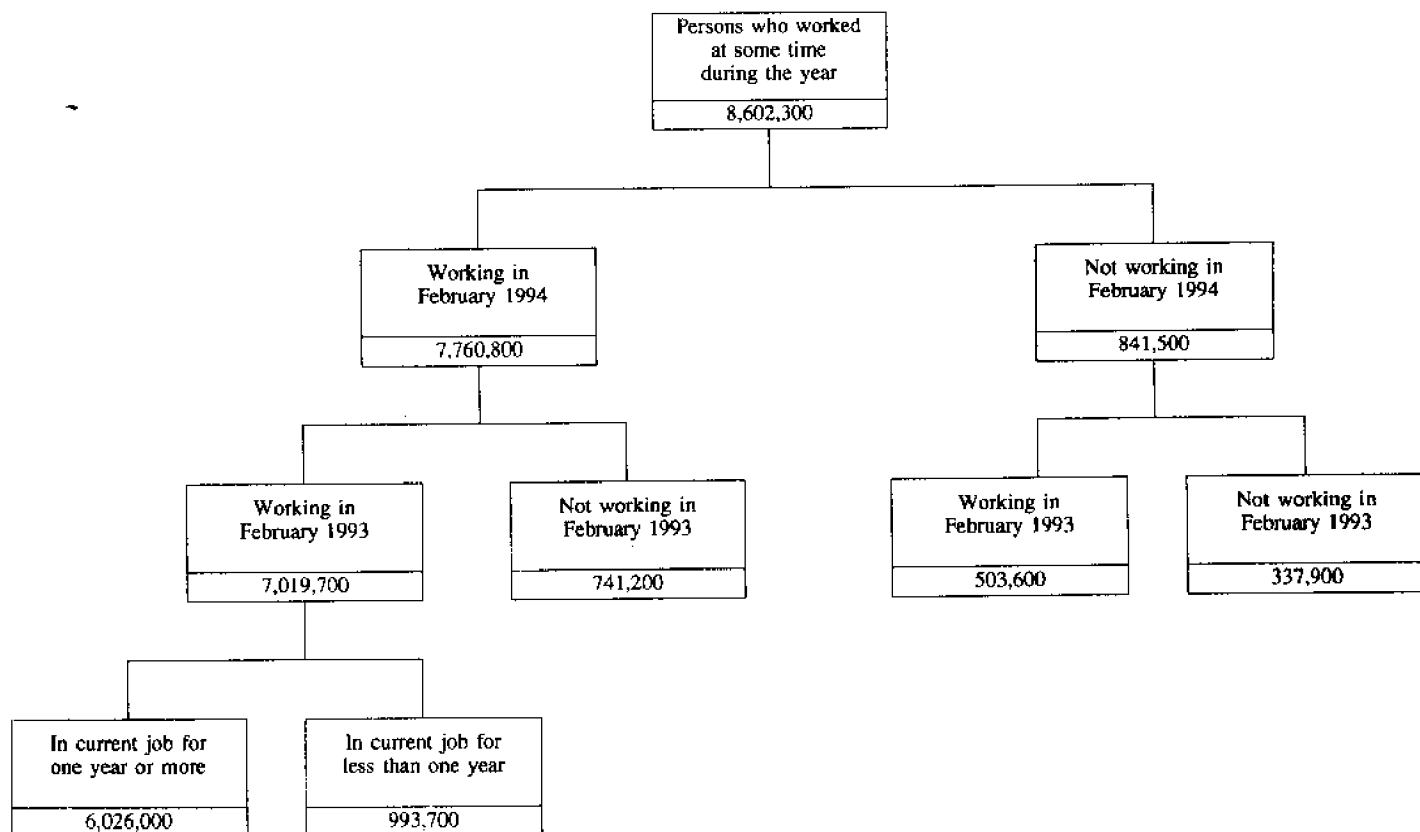 Persons who worked
at some time
during the year
8,602,300
Working in
February 1994
7,760,800
Not working in
February 1994
841,500
Working in
February 1993
7,019,700
Not working in
February 1993
741,200
Working in
February 1993
503,600
Not working in
February 1993
337,900
In current job for
one year or more
6,026,000
In current job for
less than one year
993,700